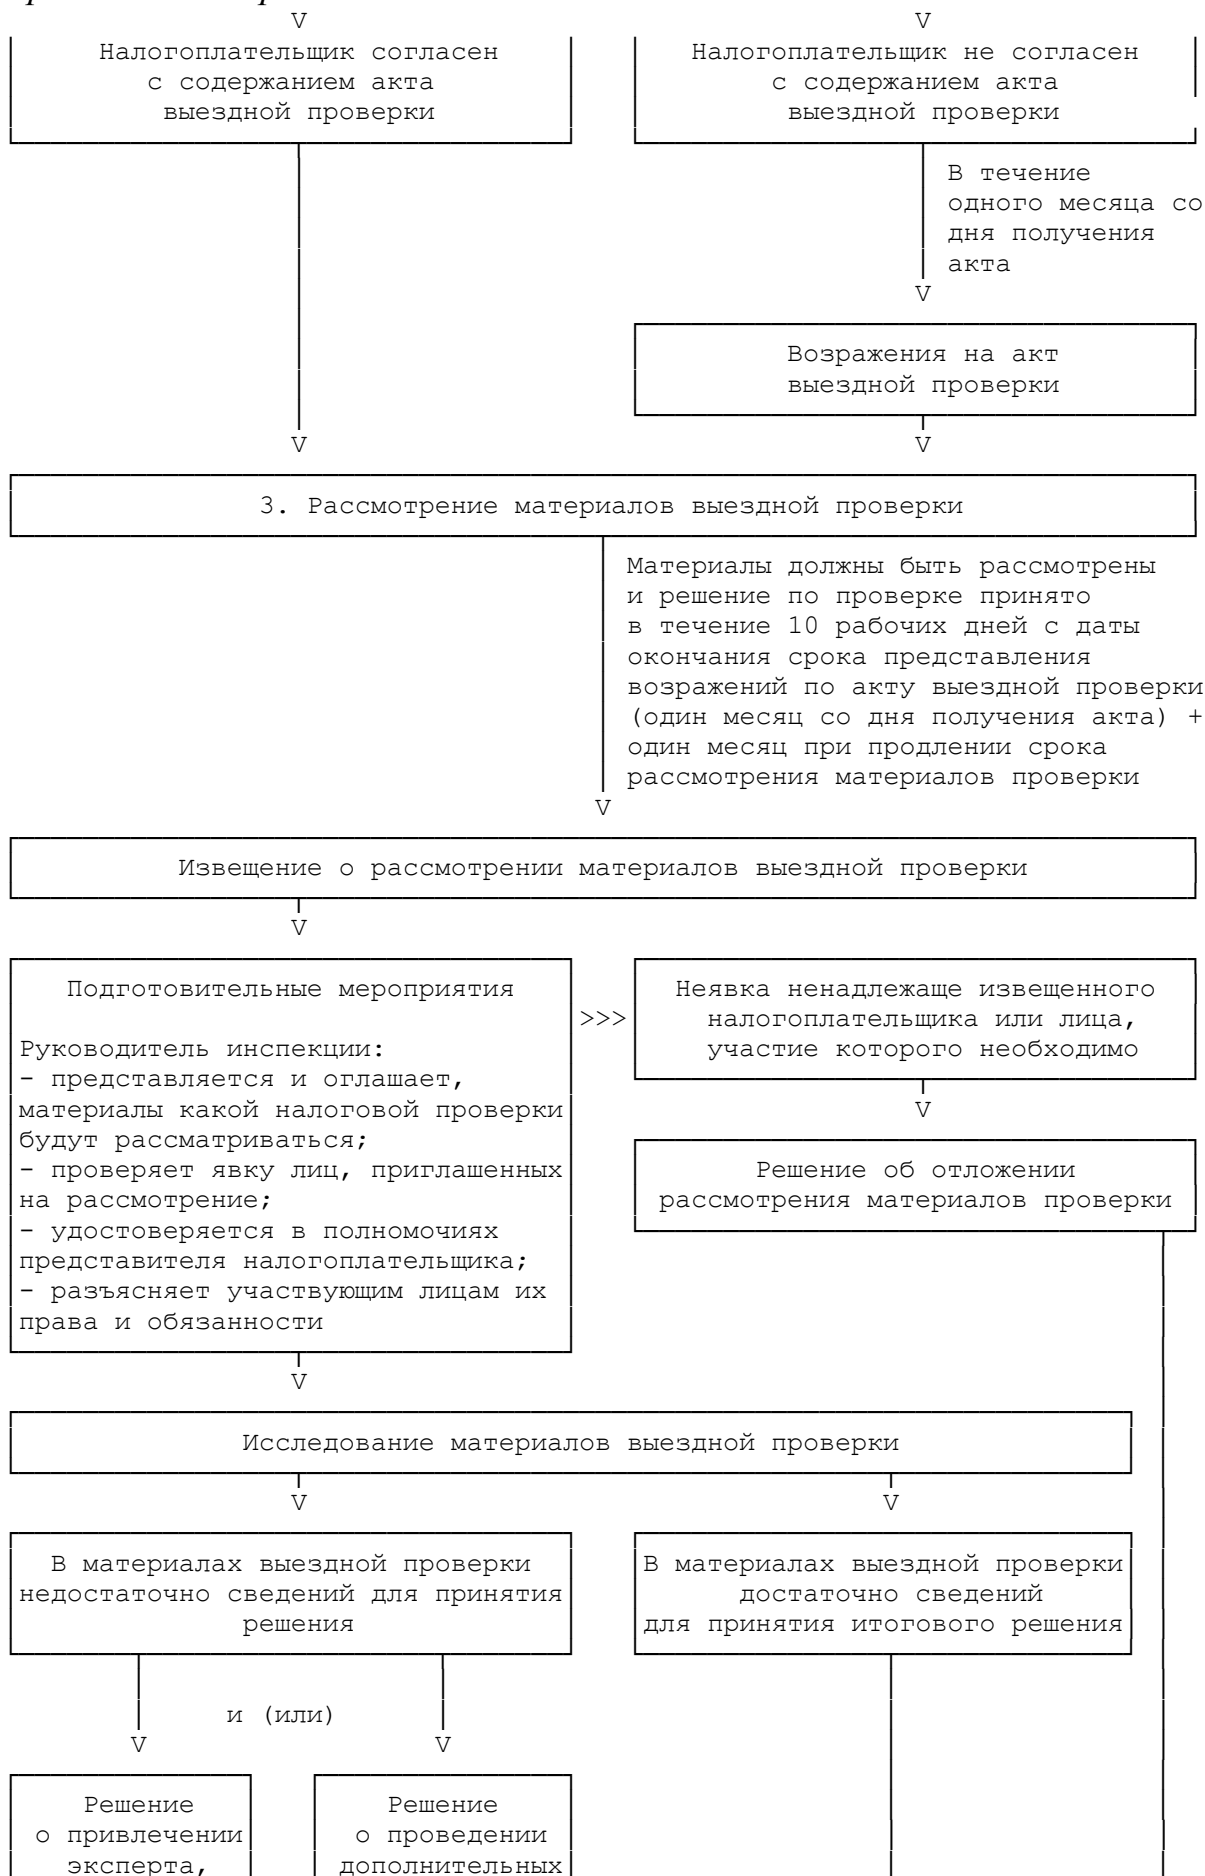 V
V
Налогоплательщик согласен
с содержанием акта
выездной проверки
Налогоплательщик не согласен
с содержанием акта
выездной проверки
В течение
одного месяца со
дня получения
акта
V
Возражения на акт
выездной проверки
V
V
3. Рассмотрение материалов выездной проверки
Материалы должны быть рассмотрены
и решение по проверке принято
в течение 10 рабочих дней с даты
окончания срока представления
возражений по акту выездной проверки
(один месяц со дня получения акта) +
один месяц при продлении срока
рассмотрения материалов проверки
V
Извещение о рассмотрении материалов выездной проверки
V
Подготовительные мероприятия
Руководитель инспекции:
- представляется и оглашает,
материалы какой налоговой проверки
будут рассматриваться;
- проверяет явку лиц, приглашенных
на рассмотрение;
- удостоверяется в полномочиях
представителя налогоплательщика;
- разъясняет участвующим лицам их
права и обязанности
>>>
Неявка ненадлежаще извещенного
налогоплательщика или лица,
участие которого необходимо
V
Решение об отложении
рассмотрения материалов проверки
V
Исследование материалов выездной проверки
V
V
В материалах выездной проверки
недостаточно сведений для принятия
решения
В материалах выездной проверки
достаточно сведений
для принятия итогового решения
и (или)
V
V
Решение
о привлечении
эксперта,
Решение
о проведении
дополнительных